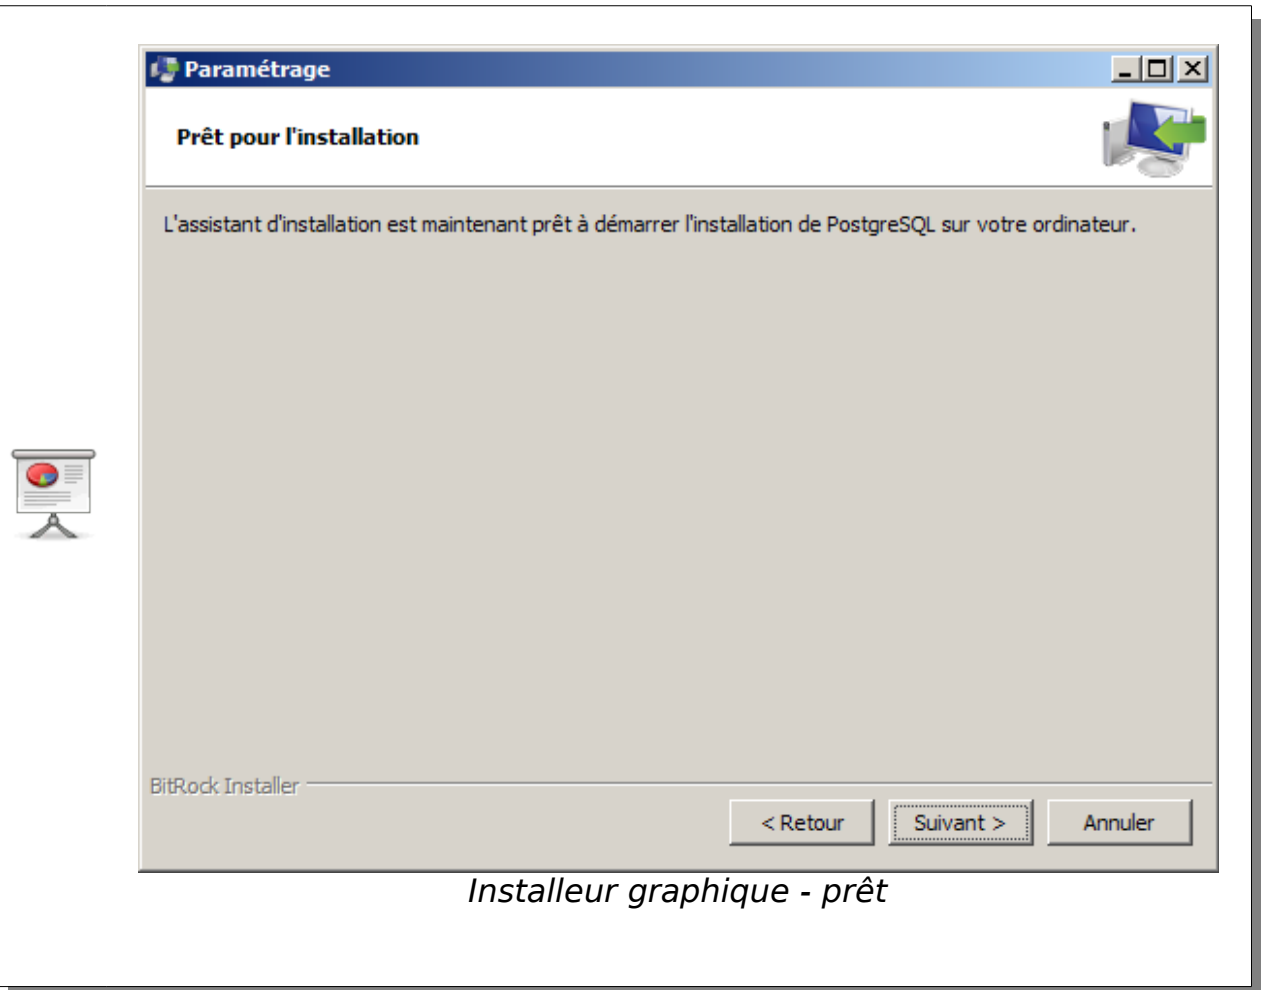 Paramétrage
Prêt pour l'installation
L'assistant d'installation est maintenant prêt à démarrer l'installation de PostgreSQL sur votre ordinateur.
BitRock Installer
< Retour
Suivant >
Annuler
Installeur graphique - prêt